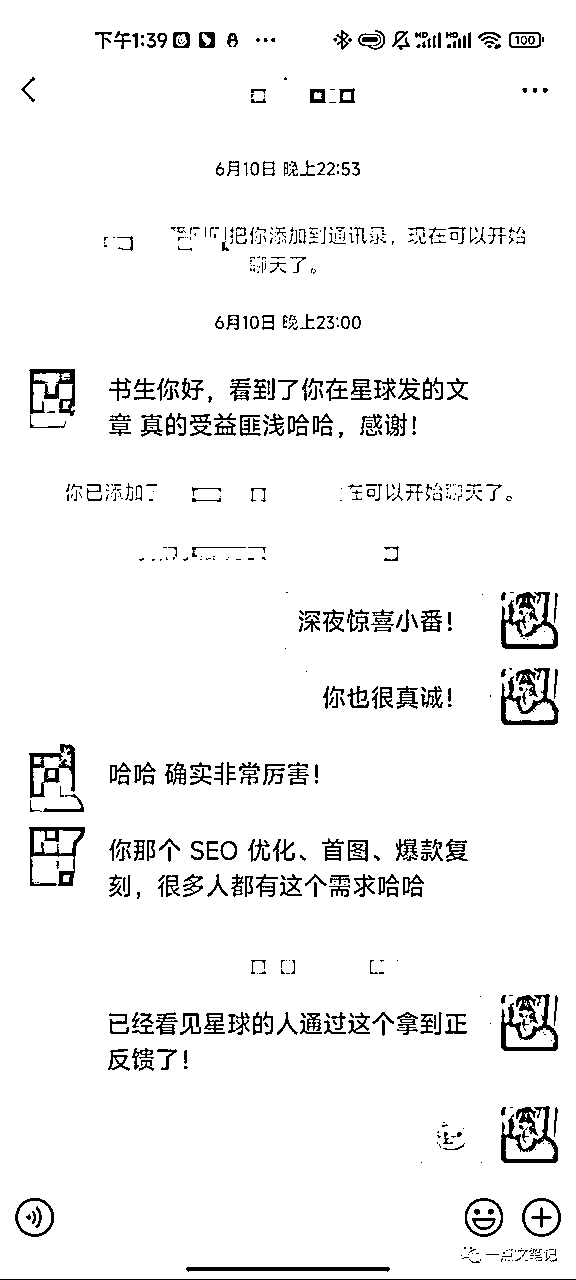 下午1:39
100
6月10日 晚上22:53
把你添加到通讯录，现在可以开始
聊天了。
6月10日 晚上23:00
书生你好，看到了你在星球发的文
章 真的受益匪浅哈哈，感谢！
你已添加了
在可以开始聊天了。
深夜惊喜小番！
你也很真诚！
哈哈 确实非常厉害！
你那个 SEO 优化、首图、爆款复
刻，很多人都有这个需求哈哈
已经看见星球的人通过这个拿到正
反馈了！
一点文笔记